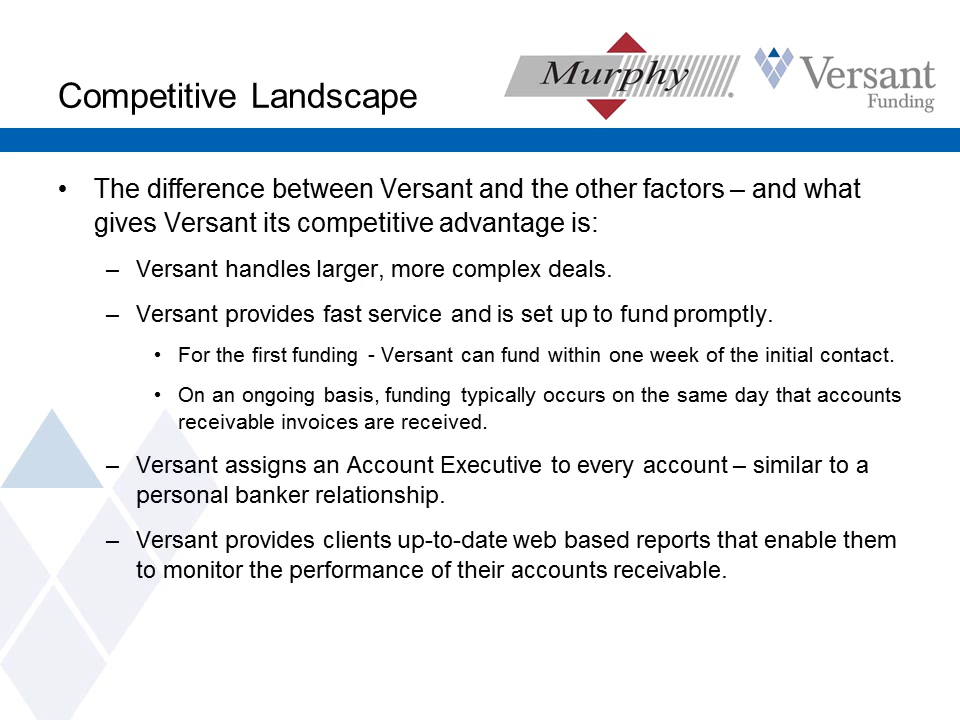 Competitive Landscape
Murphy®
Versant
Funding
• The difference between Versant and the other factors – and what
gives Versant its competitive advantage is:
– Versant handles larger, more complex deals.
– Versant provides fast service and is set up to fund promptly.
• For the first funding - Versant can fund within one week of the initial contact.
• On an ongoing basis, funding typically occurs on the same day that accounts
receivable invoices are received.
– Versant assigns an Account Executive to every account – similar to a
personal banker relationship.
– Versant provides clients up-to-date web based reports that enable them
to monitor the performance of their accounts receivable.